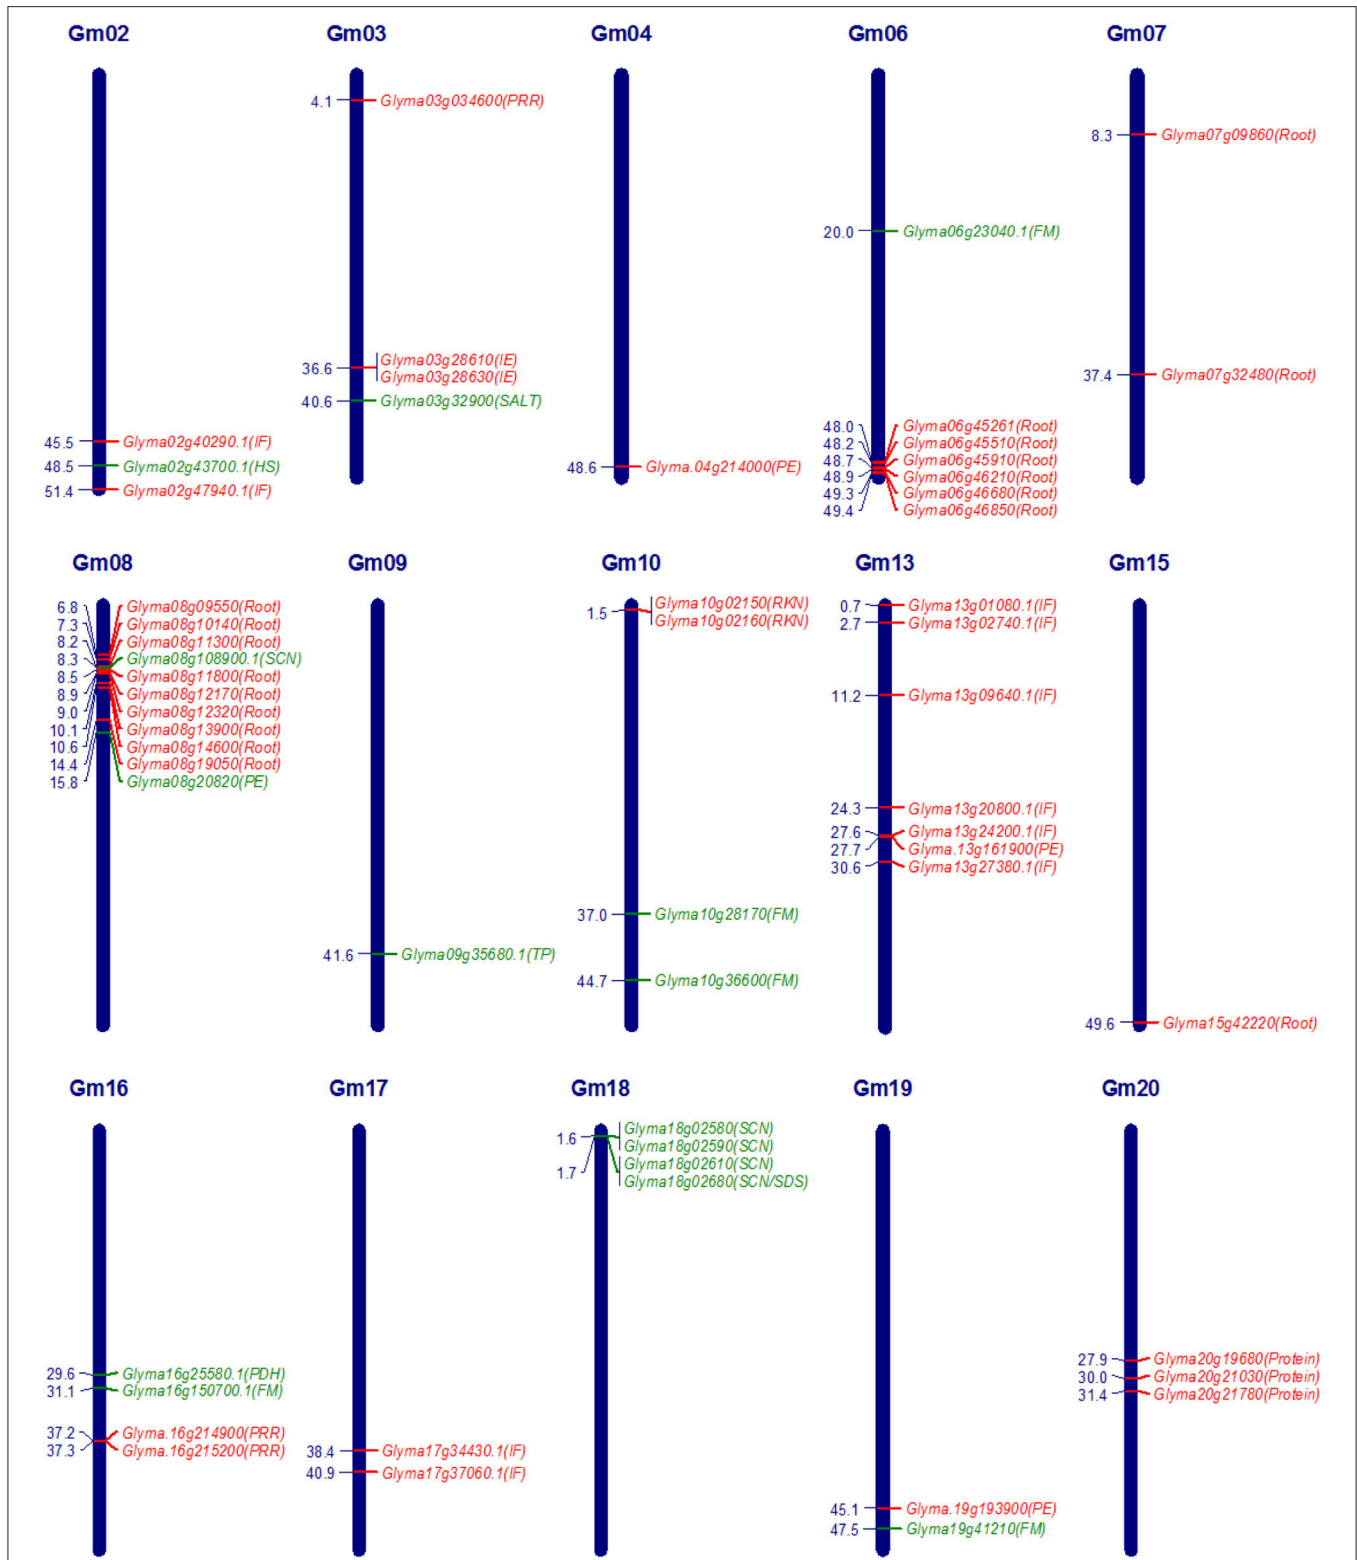 Gm02
45.5 Glyma02g40290.1(IF)
48.5 Glyma02g43700.1(HS)
51.4 Glyma02g47940.1(IF)
Gm03
4.1 Glyma03g034600(PRR)
36.6 Glyma03g28610(IE)
Glyma03g28630(IE)
40.6 Glyma03g32900(SALT)
Gm04
48.6 Glyma.04g214000(PE)
Gm06
20.0 Glyma06g23040.1(FM)
48.0 Glyma06g45261(Root)
48.2 Glyma06g45510(Root)
48.7 Glyma06g45910(Root)
48.9 Glyma06g46210(Root)
49.3 Glyma06g46680(Root)
49.4 Glyma06g46850(Root)
Gm07
8.3 Glyma07g09860(Root)
37.4 Glyma07g32480(Root)
Gm08
6.8 Glyma08g09550(Root)
7.3 Glyma08g10140(Root)
8.2 Glyma08g11300(Root)
8.3 Glyma08g108900.1(SCN)
8.5 Glyma08g11800(Root)
8.9 Glyma08g12170(Root)
9.0 Glyma08g12320(Root)
10.1 Glyma08g13900(Root)
10.6 Glyma08g14600(Root)
14.4 Glyma08g19050(Root)
15.8 Glyma08g20820(PE)
Gm09
41.6 Glyma09g35680.1(TP)
Gm10
1.5 Glyma10g02150(RKN)
Glyma10g02160(RKN)
37.0 Glyma10g28170(FM)
44.7 Glyma10g36600(FM)
Gm13
0.7 Glyma13g01080.1(IF)
2.7 Glyma13g02740.1(IF)
11.2 Glyma13g09640.1(IF)
24.3 Glyma13g20800.1(IF)
27.6 Glyma13g24200.1(IF)
27.7 Glyma.13g161900(PE)
30.6 Glyma13g27380.1(IF)
Gm15
49.6 Glyma15g42220(Root)
Gm16
29.6 Glyma16g25580.1(PDH)
31.1 Glyma16g150700.1(FM)
37.2 Glyma.16g214900(PRR)
37.3 Glyma.16g215200(PRR)
Gm17
38.4 Glyma17g34430.1(IF)
40.9 Glyma17g37060.1(IF)
Gm18
1.6 Glyma18g02580(SCN)
Glyma18g02590(SCN)
1.7 Glyma18g02610(SCN)
Glyma18g02680(SCN/SDS)
Gm19
45.1 Glyma.19g193900(PE)
47.5 Glyma19g41210(FM)
Gm20
27.9 Glyma20g19680(Protein)
30.0 Glyma20g21030(Protein)
31.4 Glyma20g21780(Protein)